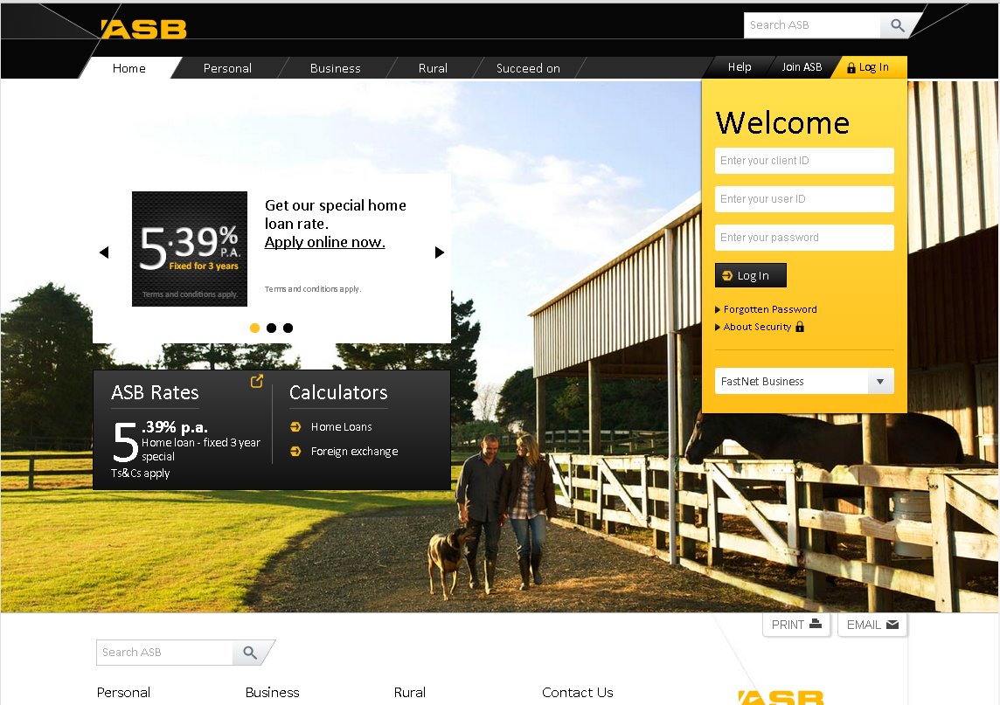 ASB
Search ASB
Home
Personal
Business
Rural
Succeed on
Help
Join ASB
Log In
Welcome
Enter your client ID
Enter your user ID
Enter your password
Log In
Forgotten Password
About Security
FastNet Business
5.39%
P.A.
Fixed for 3 years
Terms and conditions apply.
Get our special home
loan rate.
Apply online now.
Terms and conditions apply.
ASB Rates
5.39% p.a.
Home loan - fixed 3 year
special
Ts&Cs apply
Calculators
Home Loans
Foreign exchange
PRINT
EMAIL
Search ASB
Personal
Business
Rural
Contact Us
ASB